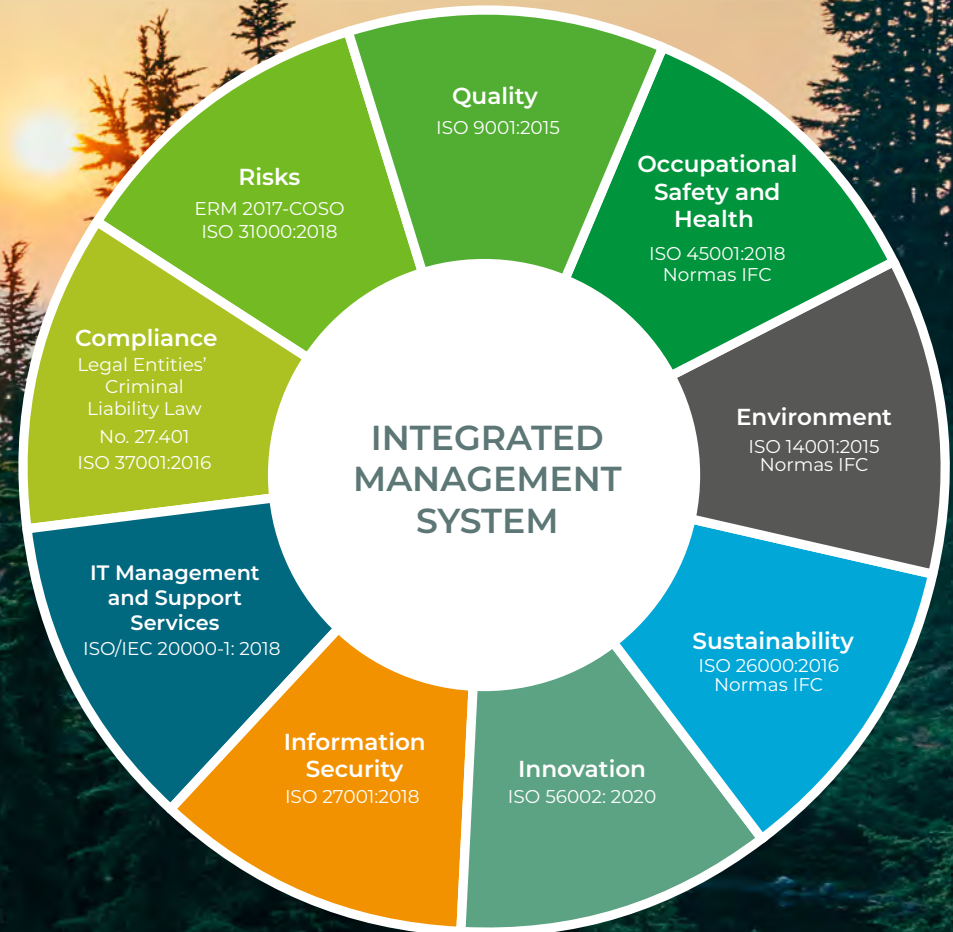 Quality
ISO 9001:2015
Occupational
Safety and
Health
ISO 45001:2018
Normas IFC
Environment
ISO 14001:2015
Normas IFC
Sustainability
ISO 26000:2016
Normas IFC
Innovation
ISO 56002: 2020
Information
Security
ISO 27001:2018
IT Management
and Support
Services
ISO/IEC 20000-1: 2018
Compliance
Legal Entities’
Criminal
Liability Law
No. 27.401
ISO 37001:2016
Risks
ERM 2017-COSO
ISO 31000:2018
INTEGRATED
MANAGEMENT
SYSTEM